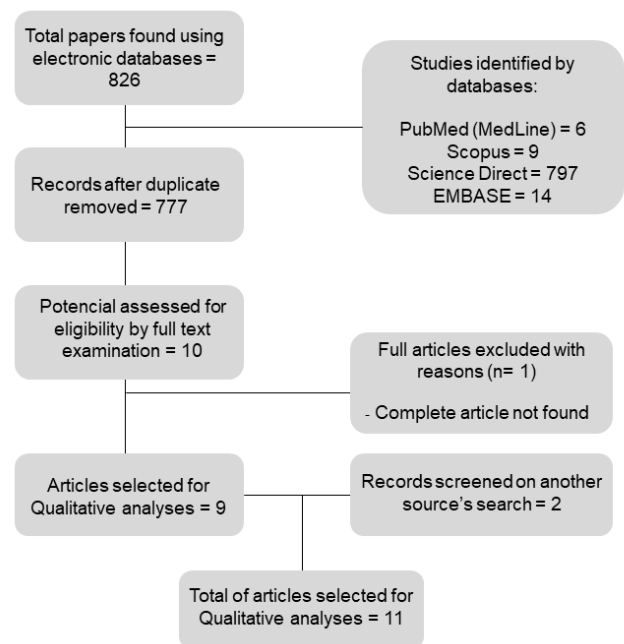 Total papers found using
electronic databases =
826
Studies identified by
databases:
PubMed (MedLine) = 6
Scopus = 9
Science Direct = 797
EMBASE = 14
Records after duplicate
removed = 777
Potencial assessed for
eligibility by full text
examination = 10
Full articles excluded with
reasons (n= 1)
- Complete article not found
Articles selected for
Qualitative analyses = 9
Records screened on another
source’s search = 2
Total of articles selected for
Qualitative analyses = 11